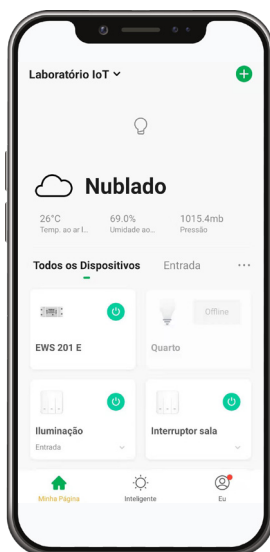 Laboratório IoT
Nublado
26°C 69.0% 1015.4mb
Temp. ao ar l... Umidade ao... Pressão
Todos os Dispositivos Entrada ...
Offline
EWS 201 E Quarto
Iluminação Interruptor sala
Entrada
Minha Página Inteligente Eu